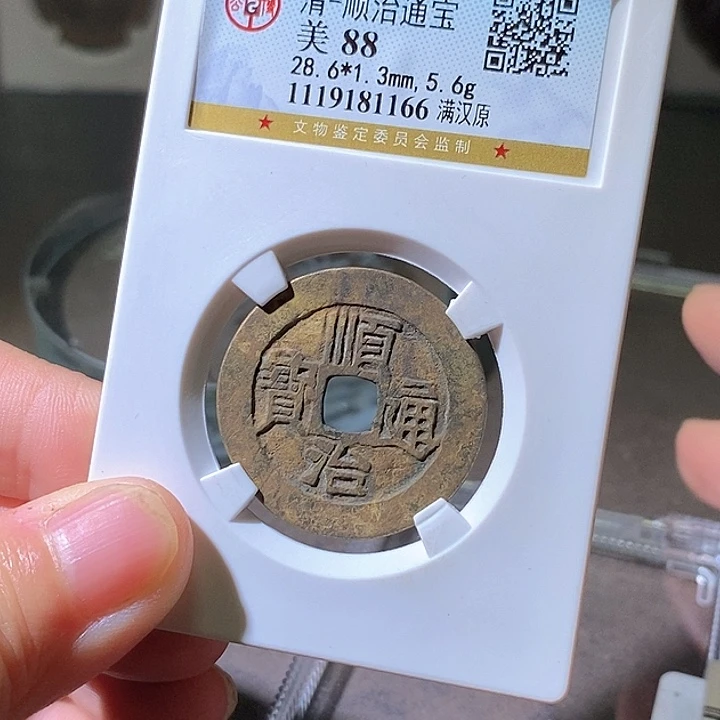 清-顺治通宝
美 88
28.6*1.3mm, 5.6g
1119181166 满汉原
★ 文物鉴定委员会监制 ★
順
寶 通
治